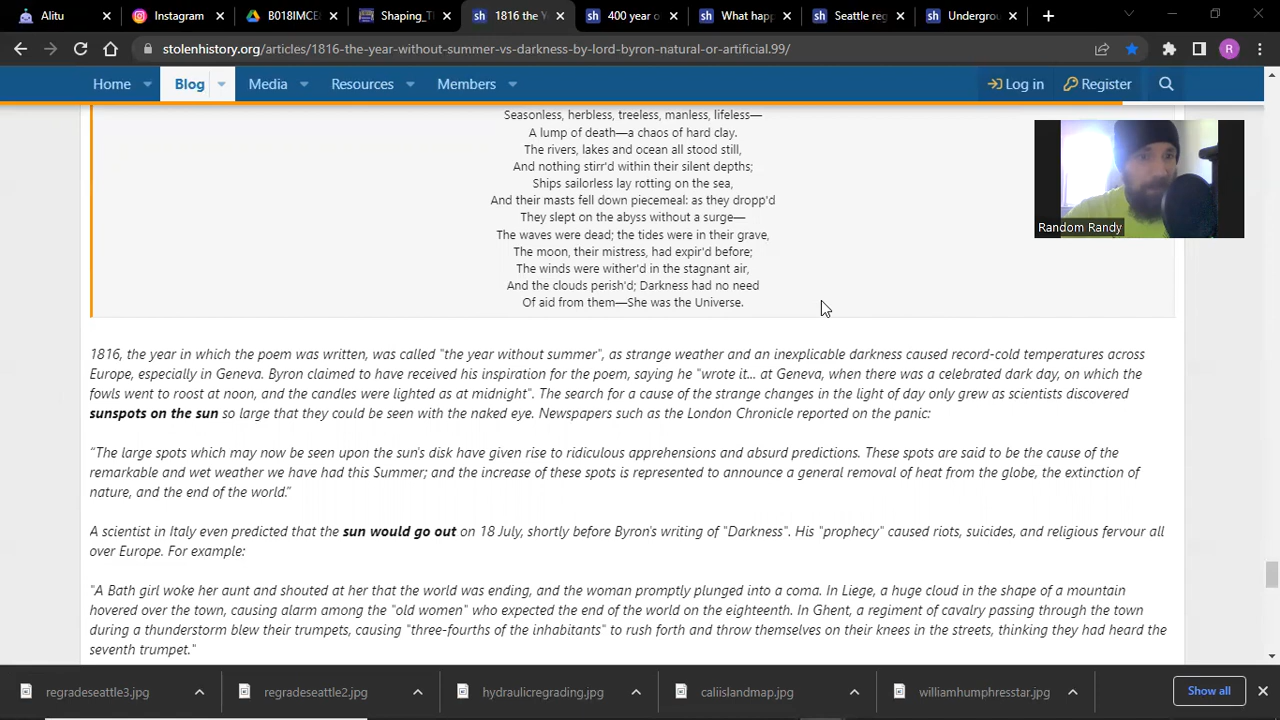 Alitu
Instagram
B018IMCE
Shaping_Th
sh 1816 the Y
sh 400 year o
sh What happ
sh Seattle reg
sh Undergrou
stolenhistory.org/articles/1816-the-year-without-summer-vs-darkness-by-lord-byron-natural-or-artificial.99/
R
Home Blog Media Resources Members Log in Register
Seasonless, herbless, treeless, manless, lifeless—
A lump of death—a chaos of hard clay.
The rivers, lakes and ocean all stood still,
And nothing stirr'd within their silent depths;
Ships sailorless lay rotting on the sea,
And their masts fell down piecemeal: as they dropp'd
They slept on the abyss without a surge—
The waves were dead; the tides were in their grave,
The moon, their mistress, had expir'd before;
The winds were wither'd in the stagnant air,
And the clouds perish'd; Darkness had no need
Of aid from them—She was the Universe.
Random Randy
1816, the year in which the poem was written, was called "the year without summer", as strange weather and an inexplicable darkness caused record-cold temperatures across
Europe, especially in Geneva. Byron claimed to have received his inspiration for the poem, saying he "wrote it... at Geneva, when there was a celebrated dark day, on which the
fowls went to roost at noon, and the candles were lighted as at midnight". The search for a cause of the strange changes in the light of day only grew as scientists discovered
sunspots on the sun so large that they could be seen with the naked eye. Newspapers such as the London Chronicle reported on the panic:
“The large spots which may now be seen upon the sun's disk have given rise to ridiculous apprehensions and absurd predictions. These spots are said to be the cause of the
remarkable and wet weather we have had this Summer; and the increase of these spots is represented to announce a general removal of heat from the globe, the extinction of
nature, and the end of the world.”
A scientist in Italy even predicted that the sun would go out on 18 July, shortly before Byron's writing of "Darkness". His "prophecy" caused riots, suicides, and religious fervour all
over Europe. For example:
"A Bath girl woke her aunt and shouted at her that the world was ending, and the woman promptly plunged into a coma. In Liege, a huge cloud in the shape of a mountain
hovered over the town, causing alarm among the "old women" who expected the end of the world on the eighteenth. In Ghent, a regiment of cavalry passing through the town
during a thunderstorm blew their trumpets, causing "three-fourths of the inhabitants" to rush forth and throw themselves on their knees in the streets, thinking they had heard the
seventh trumpet."
regradeseattle3.jpg
regradeseattle2.jpg
hydraulicregrading.jpg
caliislandmap.jpg
williamhumphresstar.jpg
Show all